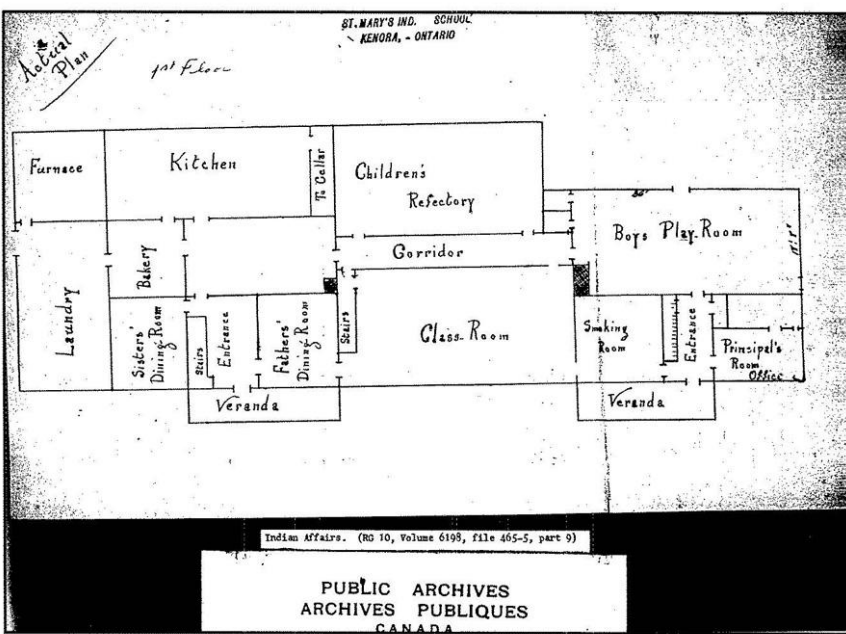 ST. MARY'S IND. SCHOOL
KENORA, - ONTARIO
Actual
Plan
1st Floor
Furnace
Kitchen
To Cellar
Children's
Refectory
Boys Play-Room
Corridor
Bakery
Laundry
Sisters'
Dining-Room
Stairs
Entrance
Fathers'
Dining-Room
Stairs
Class-Room
Smoking
Room
Entrance
Principal's
Room
Office
Veranda
Veranda
Indian Affairs. (RG 10, Volume 6198, file 465-5, part 9)
PUBLIC ARCHIVES
ARCHIVES PUBLIQUES
CANADA